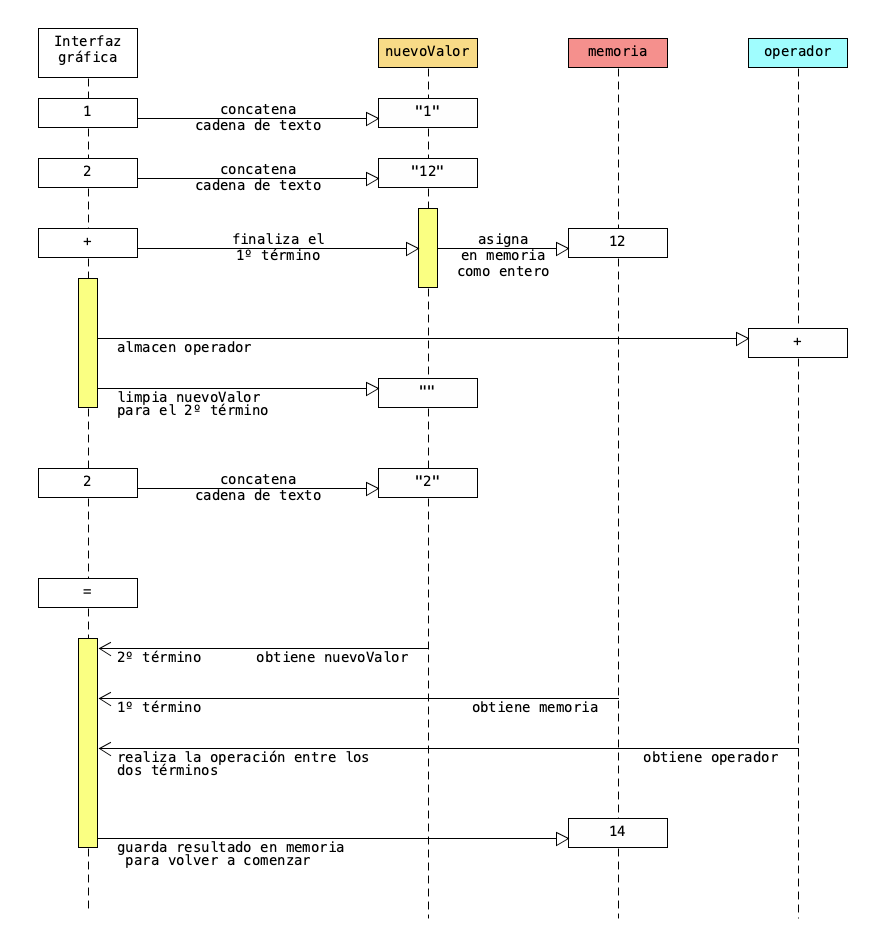 Interfaz
gráfica
nuevoValor
memoria
operador
1
concatena
cadena de texto
"1"
2
concatena
cadena de texto
"12"
+
finaliza el
1º término
asigna
en memoria
como entero
12
almacen operador
+
limpia nuevoValor
para el 2º término
""
2
concatena
cadena de texto
"2"
=
2º término
obtiene nuevoValor
1º término
obtiene memoria
realiza la operación entre los
dos términos
obtiene operador
guarda resultado en memoria
para volver a comenzar
14